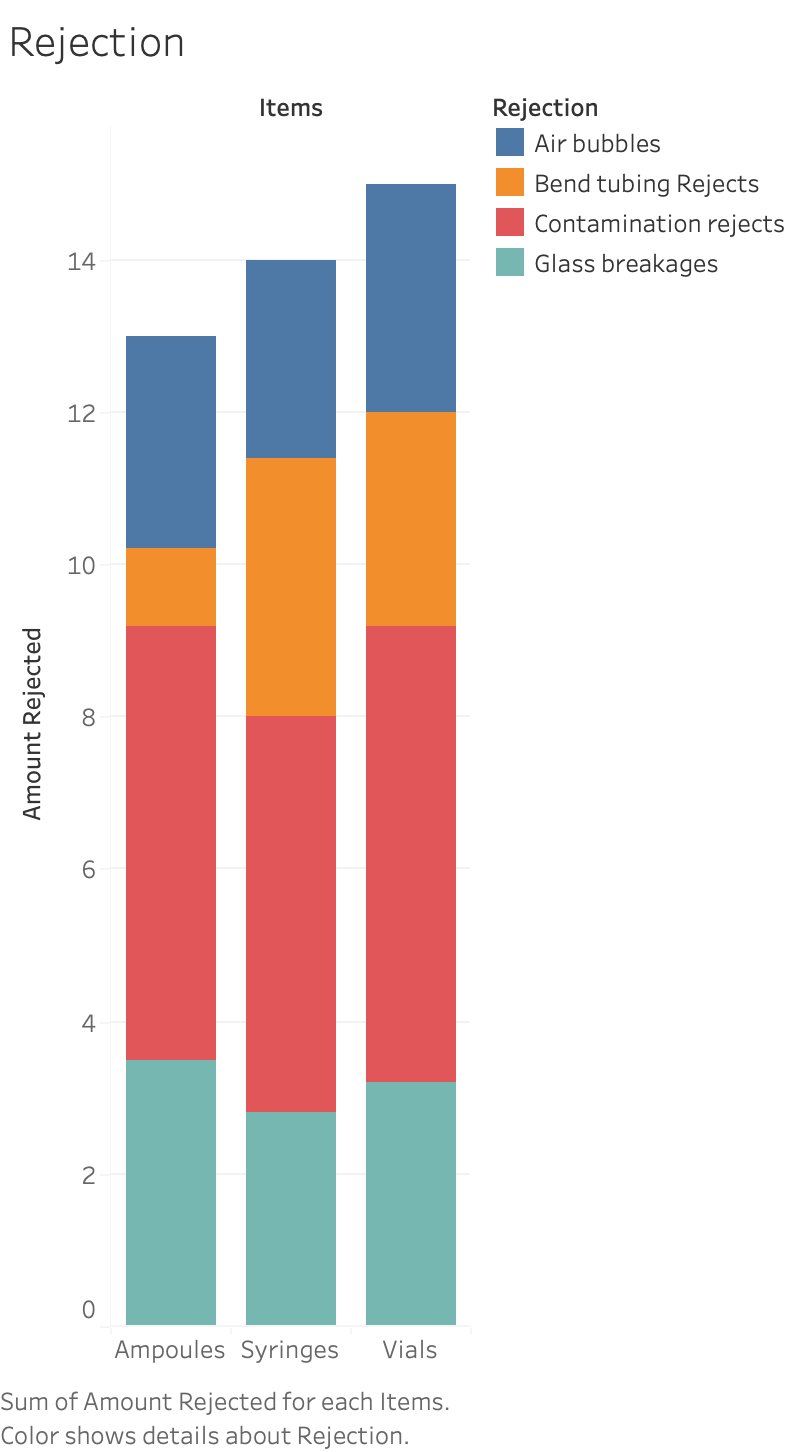 Rejection
Items
Rejection
Air bubbles
Bend tubing Rejects
Contamination rejects
Glass breakages
14
12
10
8
6
4
2
0
Amount Rejected
Ampoules Syringes Vials
Sum of Amount Rejected for each Items.
Color shows details about Rejection.